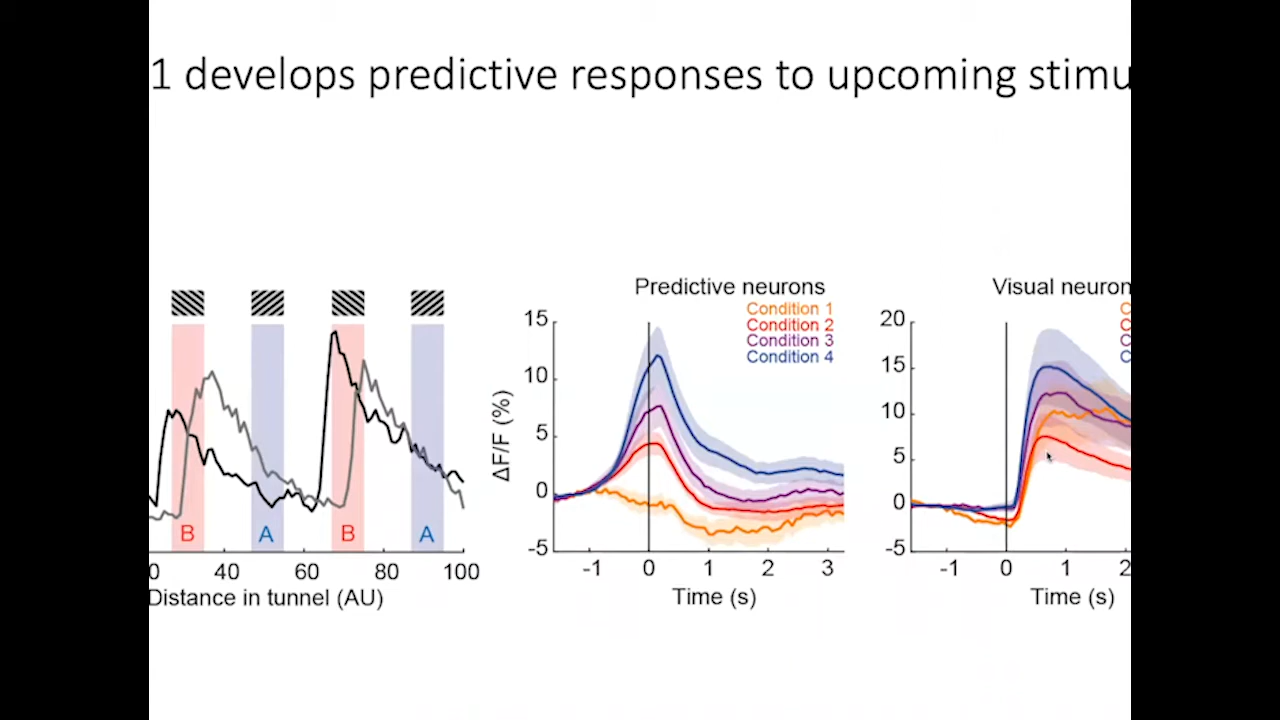 1 develops predictive responses to upcoming stimu
Predictive neurons
Condition 1
Condition 2
Condition 3
Condition 4
15
10
5
0
-5
ΔF/F (%)
-1 0 1 2 3
Time (s)
Visual neuron
C
C
C
C
20
15
10
5
0
-5
-1 0 1 2
Time (s)
B A B A
0 40 60 80 100
Distance in tunnel (AU)